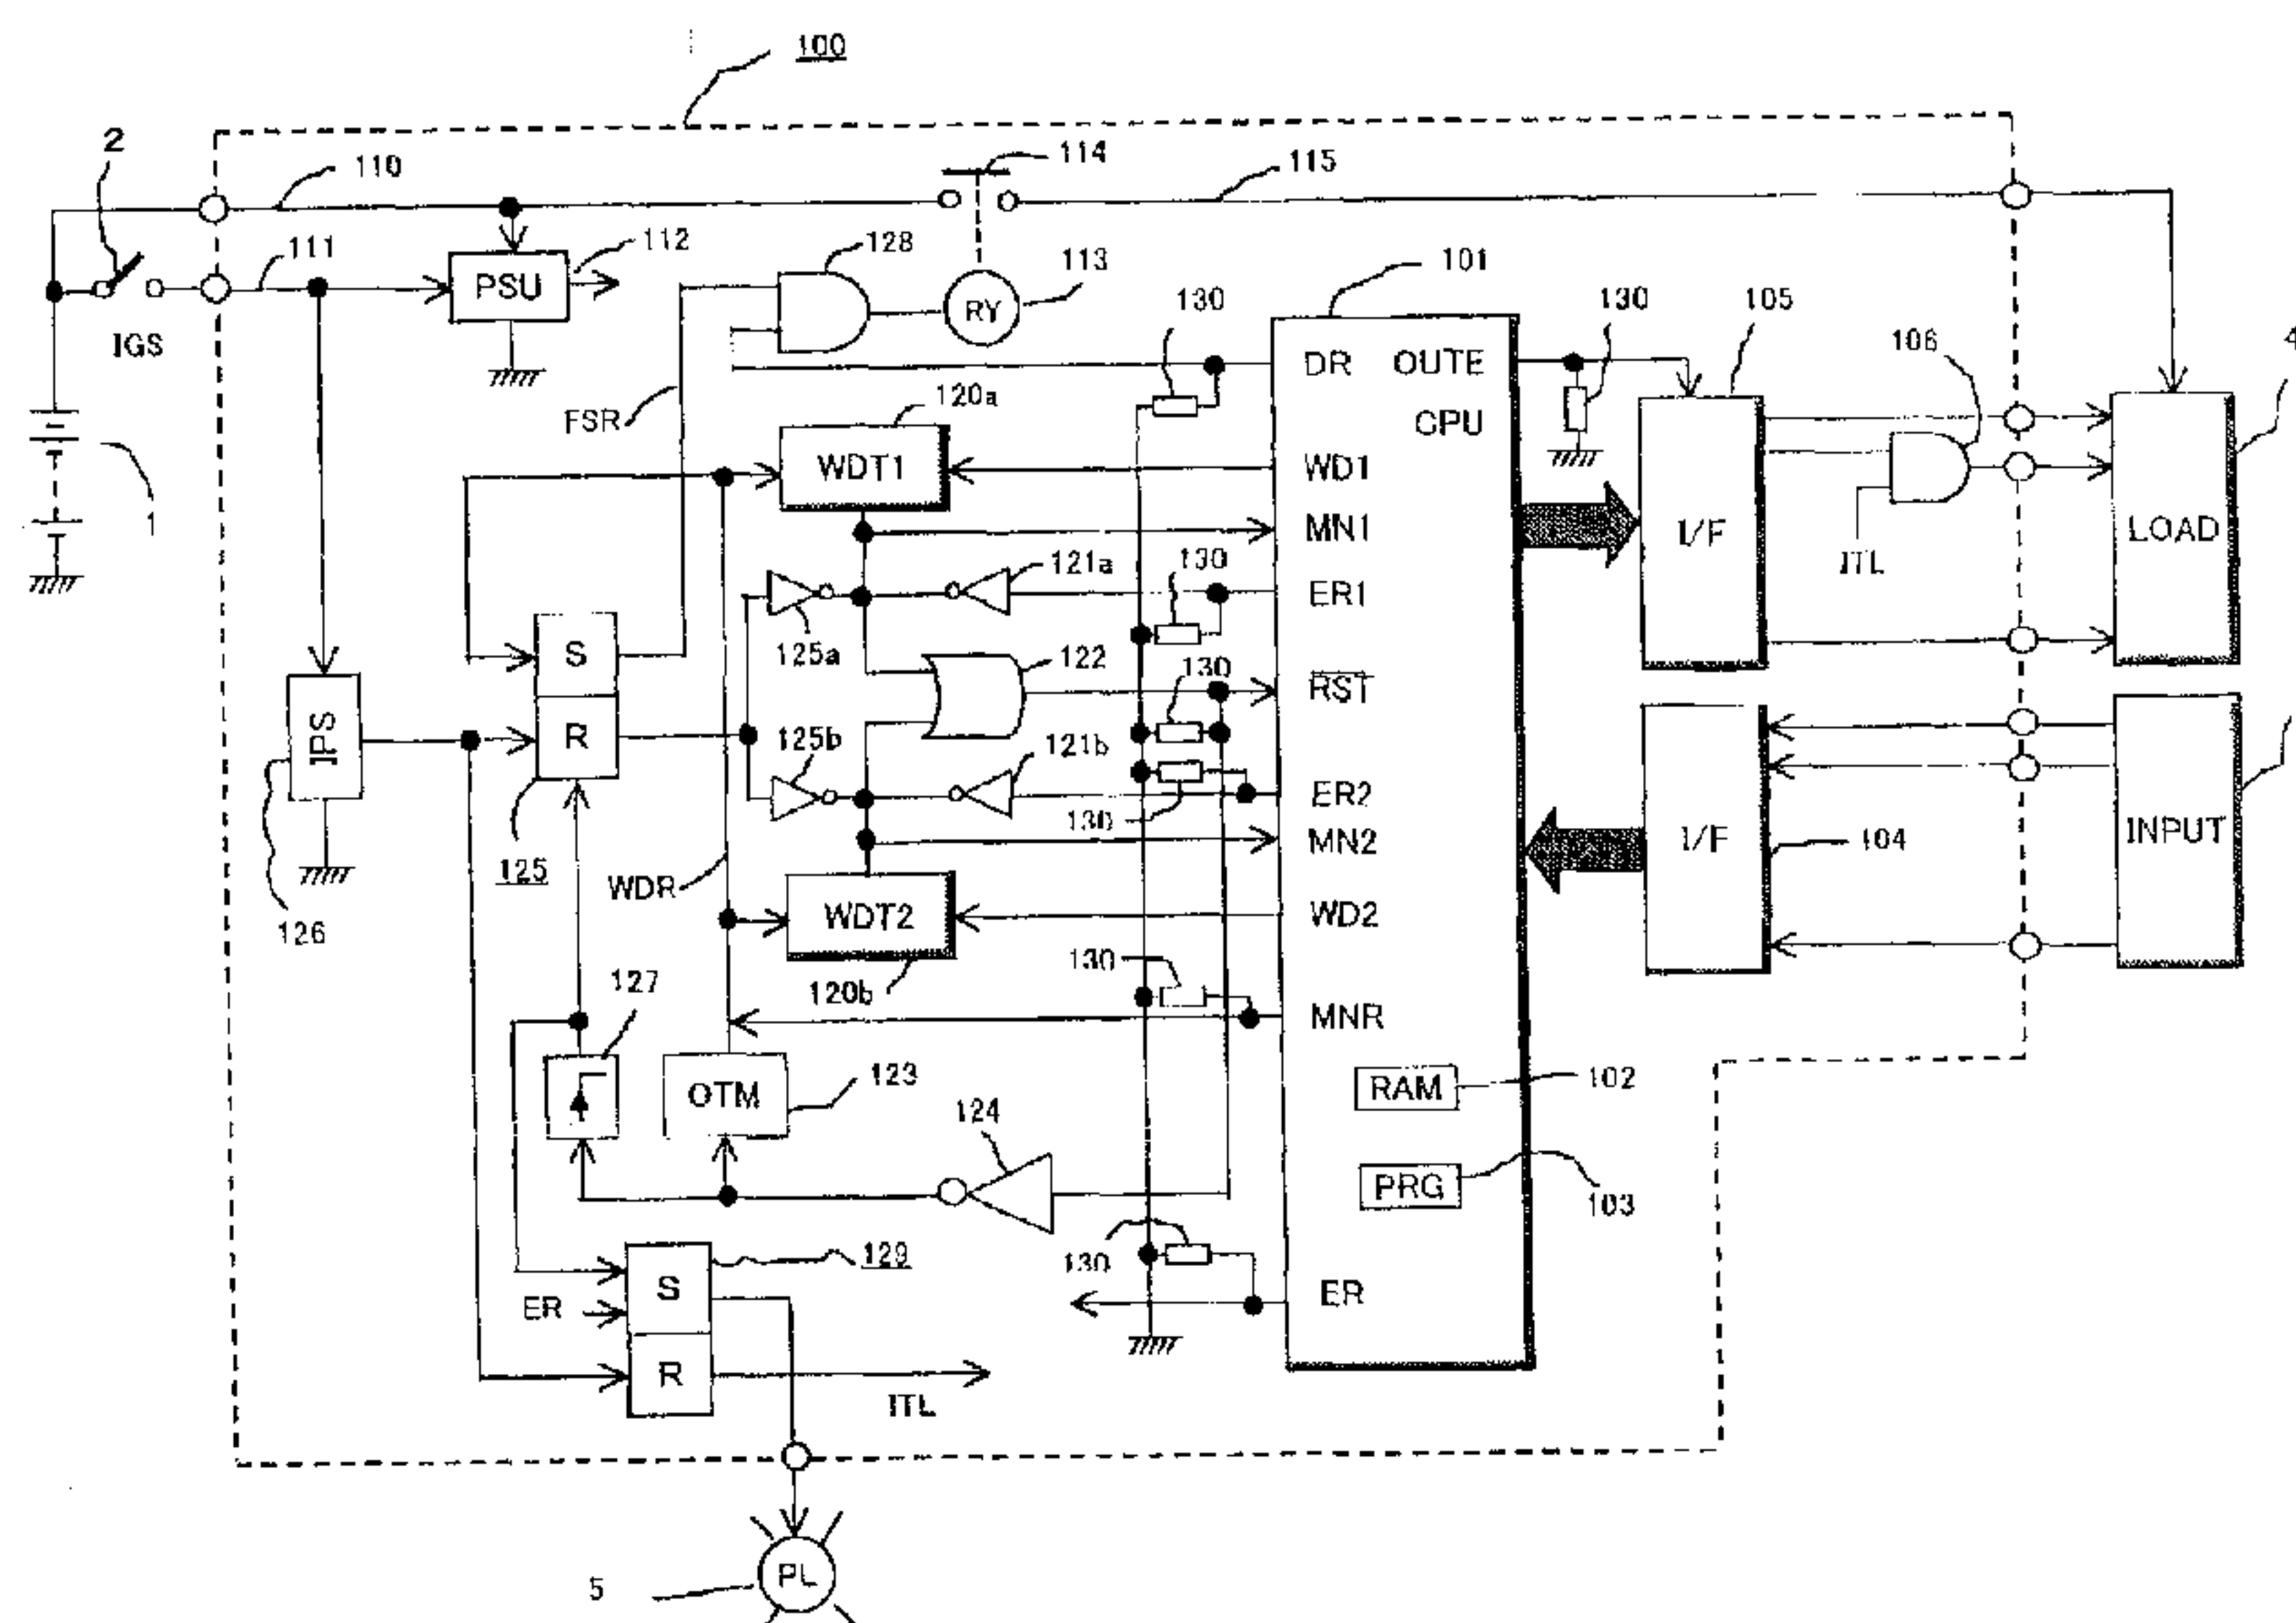 100
2
110
114
115
111
112
128
113
101
130
130
105
PSU
RY
106
IGS
DR OUTE
120a
FSR
CPU
WDT1
WD1
1
MN1
I/F
LOAD
130
121a
ITL
ER1
125a
S
122
130
RST
IPS
R
125b
121b
ER2
130
MN2
I/F
104
INPUT
125
WDR
WDT2
WD2
126
130
127
120b
MNR
OTM
123
RAM
102
124
PRG
103
129
130
S
ER
ER
R
ITL
PL
5